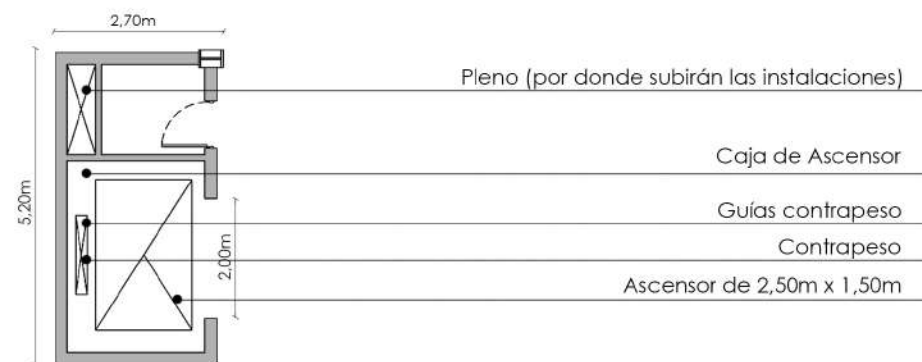 2,70m
Pleno (por donde subirán las instalaciones)
Caja de Ascensor
5,20m
Guías contrapeso
Contrapeso
2,00m
Ascensor de 2,50m x 1,50m